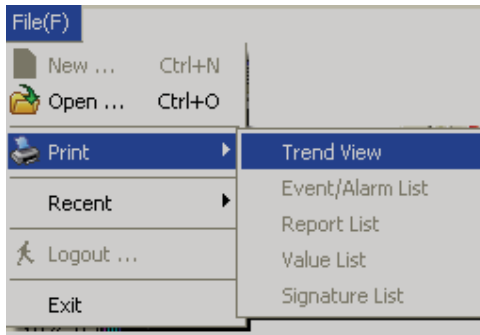 File(F)
New ... Ctrl+N
Open ... Ctrl+O
Print
Recent
Logout ...
Exit
Trend View
Event/Alarm List
Report List
Value List
Signature List